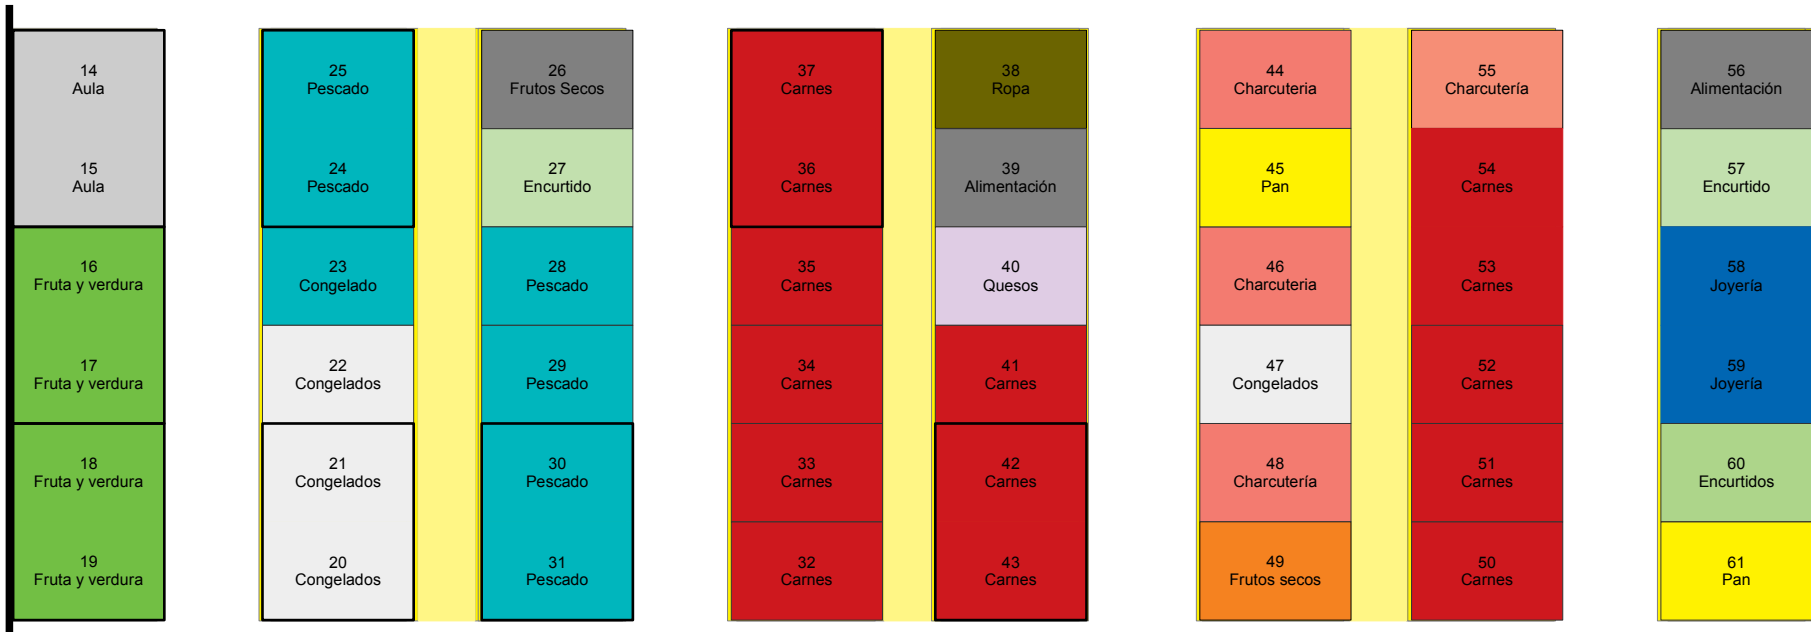 14
Aula
15
Aula
16
Fruta y verdura
17
Fruta y verdura
18
Fruta y verdura
19
Fruta y verdura
25
Pescado
24
Pescado
23
Congelado
22
Congelados
21
Congelados
20
Congelados
26
Frutos Secos
27
Encurtido
28
Pescado
29
Pescado
30
Pescado
31
Pescado
37
Carnes
36
Carnes
35
Carnes
34
Carnes
33
Carnes
32
Carnes
38
Ropa
39
Alimentación
40
Quesos
41
Carnes
42
Carnes
43
Carnes
44
Charcuteria
45
Pan
46
Charcuteria
47
Congelados
48
Charcutería
49
Frutos secos
55
Charcutería
54
Carnes
53
Carnes
52
Carnes
51
Carnes
50
Carnes
56
Alimentación
57
Encurtido
58
Joyería
59
Joyería
60
Encurtidos
61
Pan